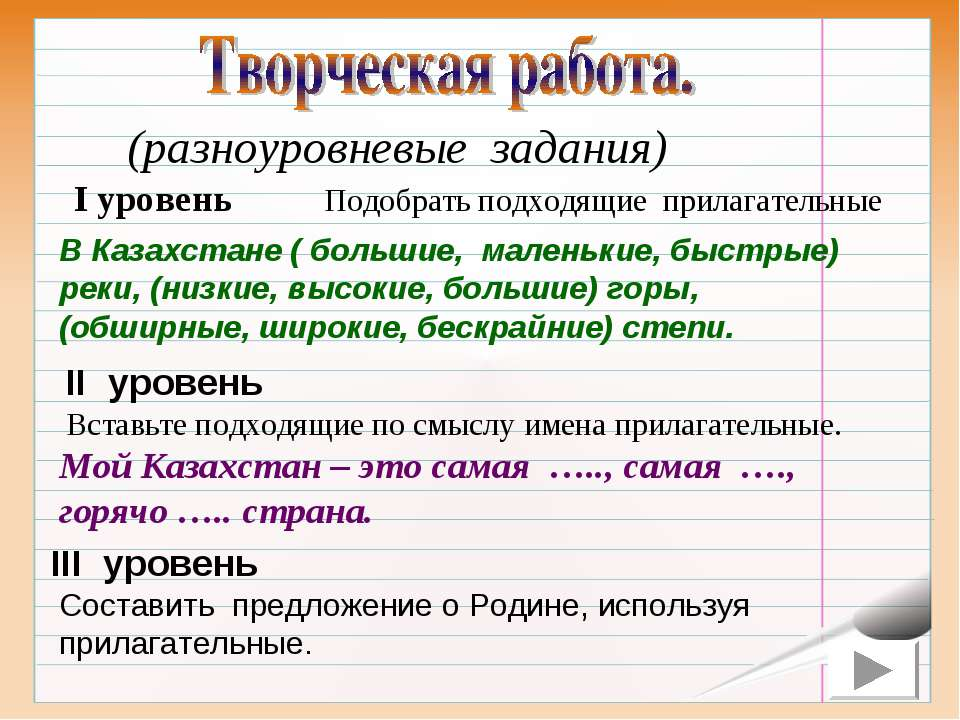 Творческая работа.
(разноуровневые задания)
I уровень Подобрать подходящие прилагательные
В Казахстане ( большие, маленькие, быстрые)
реки, (низкие, высокие, большие) горы,
(обширные, широкие, бескрайние) степи.
II уровень
Вставьте подходящие по смыслу имена прилагательные.
Мой Казахстан – это самая ….., самая ….,
горячо ….. страна.
III уровень
Составить предложение о Родине, используя
прилагательные.